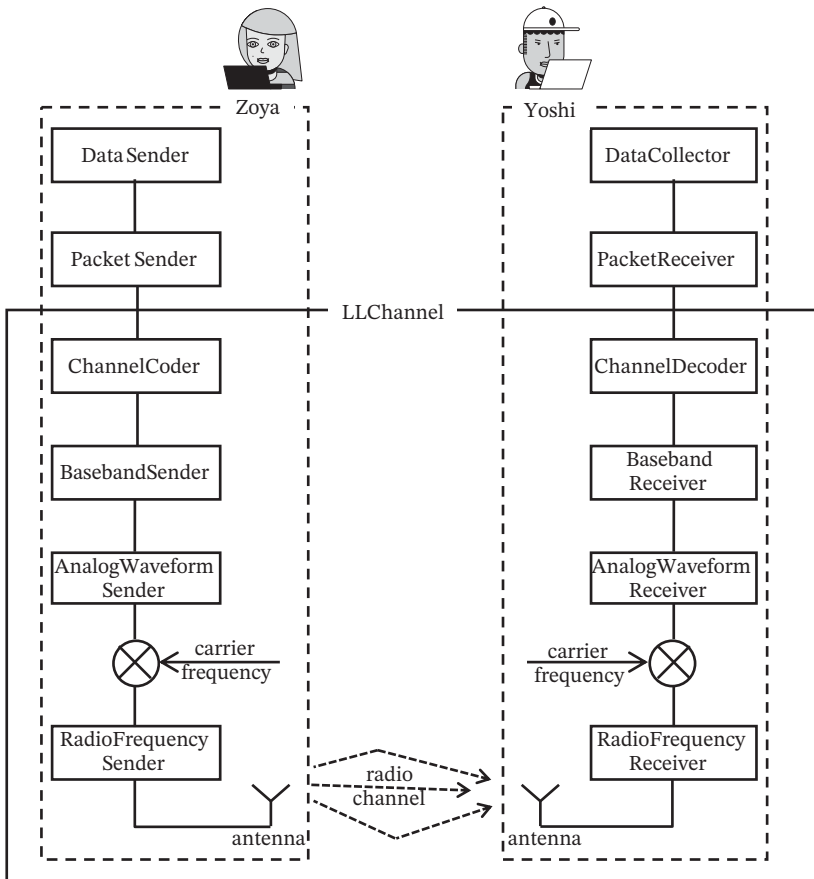 Zoya
Yoshi
Data Sender
DataCollector
Packet Sender
PacketReceiver
LLChannel
ChannelCoder
ChannelDecoder
BasebandSender
Baseband
Receiver
AnalogWaveform
Sender
AnalogWaveform
Receiver
carrier
frequency
carrier
frequency
RadioFrequency
Sender
radio
channel
RadioFrequency
Receiver
antenna
antenna